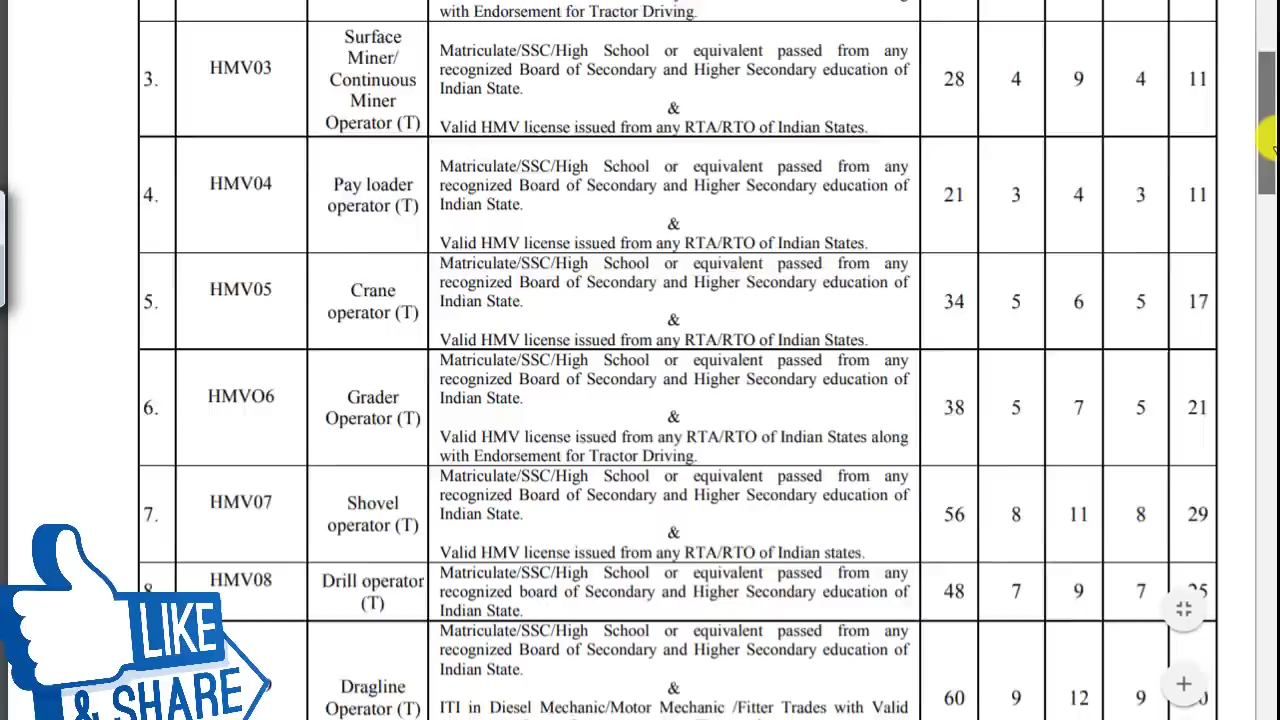 with Endorsement for Tractor Driving.
3.
HMV03
Surface
Miner/
Continuous
Miner
Operator (T)
Matriculate/SSC/High School or equivalent passed from any
recognized Board of Secondary and Higher Secondary education of
Indian State.
&
Valid HMV license issued from any RTA/RTO of Indian States.
28 4 9 4 11
4.
HMV04
Pay loader
operator (T)
Matriculate/SSC/High School or equivalent passed from any
recognized Board of Secondary and Higher Secondary education of
Indian State.
&
Valid HMV license issued from any RTA/RTO of Indian States.
21 3 4 3 11
5.
HMV05
Crane
operator (T)
Matriculate/SSC/High School or equivalent passed from any
recognized Board of Secondary and Higher Secondary education of
Indian State.
&
Valid HMV license issued from any RTA/RTO of Indian States.
34 5 6 5 17
6.
HMVO6
Grader
Operator (T)
Matriculate/SSC/High School or equivalent passed from any
recognized Board of Secondary and Higher Secondary education of
Indian State.
&
Valid HMV license issued from any RTA/RTO of Indian States along
with Endorsement for Tractor Driving.
38 5 7 5 21
7.
HMV07
Shovel
operator (T)
Matriculate/SSC/High School or equivalent passed from any
recognized Board of Secondary and Higher Secondary education of
Indian State.
&
Valid HMV license issued from any RTA/RTO of Indian states.
56 8 11 8 29
8.
HMV08
Drill operator
(T)
Matriculate/SSC/High School or equivalent passed from any
recognized board of Secondary and Higher Secondary education of
Indian State.
48 7 9 7 25
Dragline
Operator (T)
Matriculate/SSC/High School or equivalent passed from any
recognized Board of Secondary and Higher Secondary education of
Indian State.
&
ITI in Diesel Mechanic/Motor Mechanic /Fitter Trades with Valid
60 9 12 9
LIKE
& SHARE